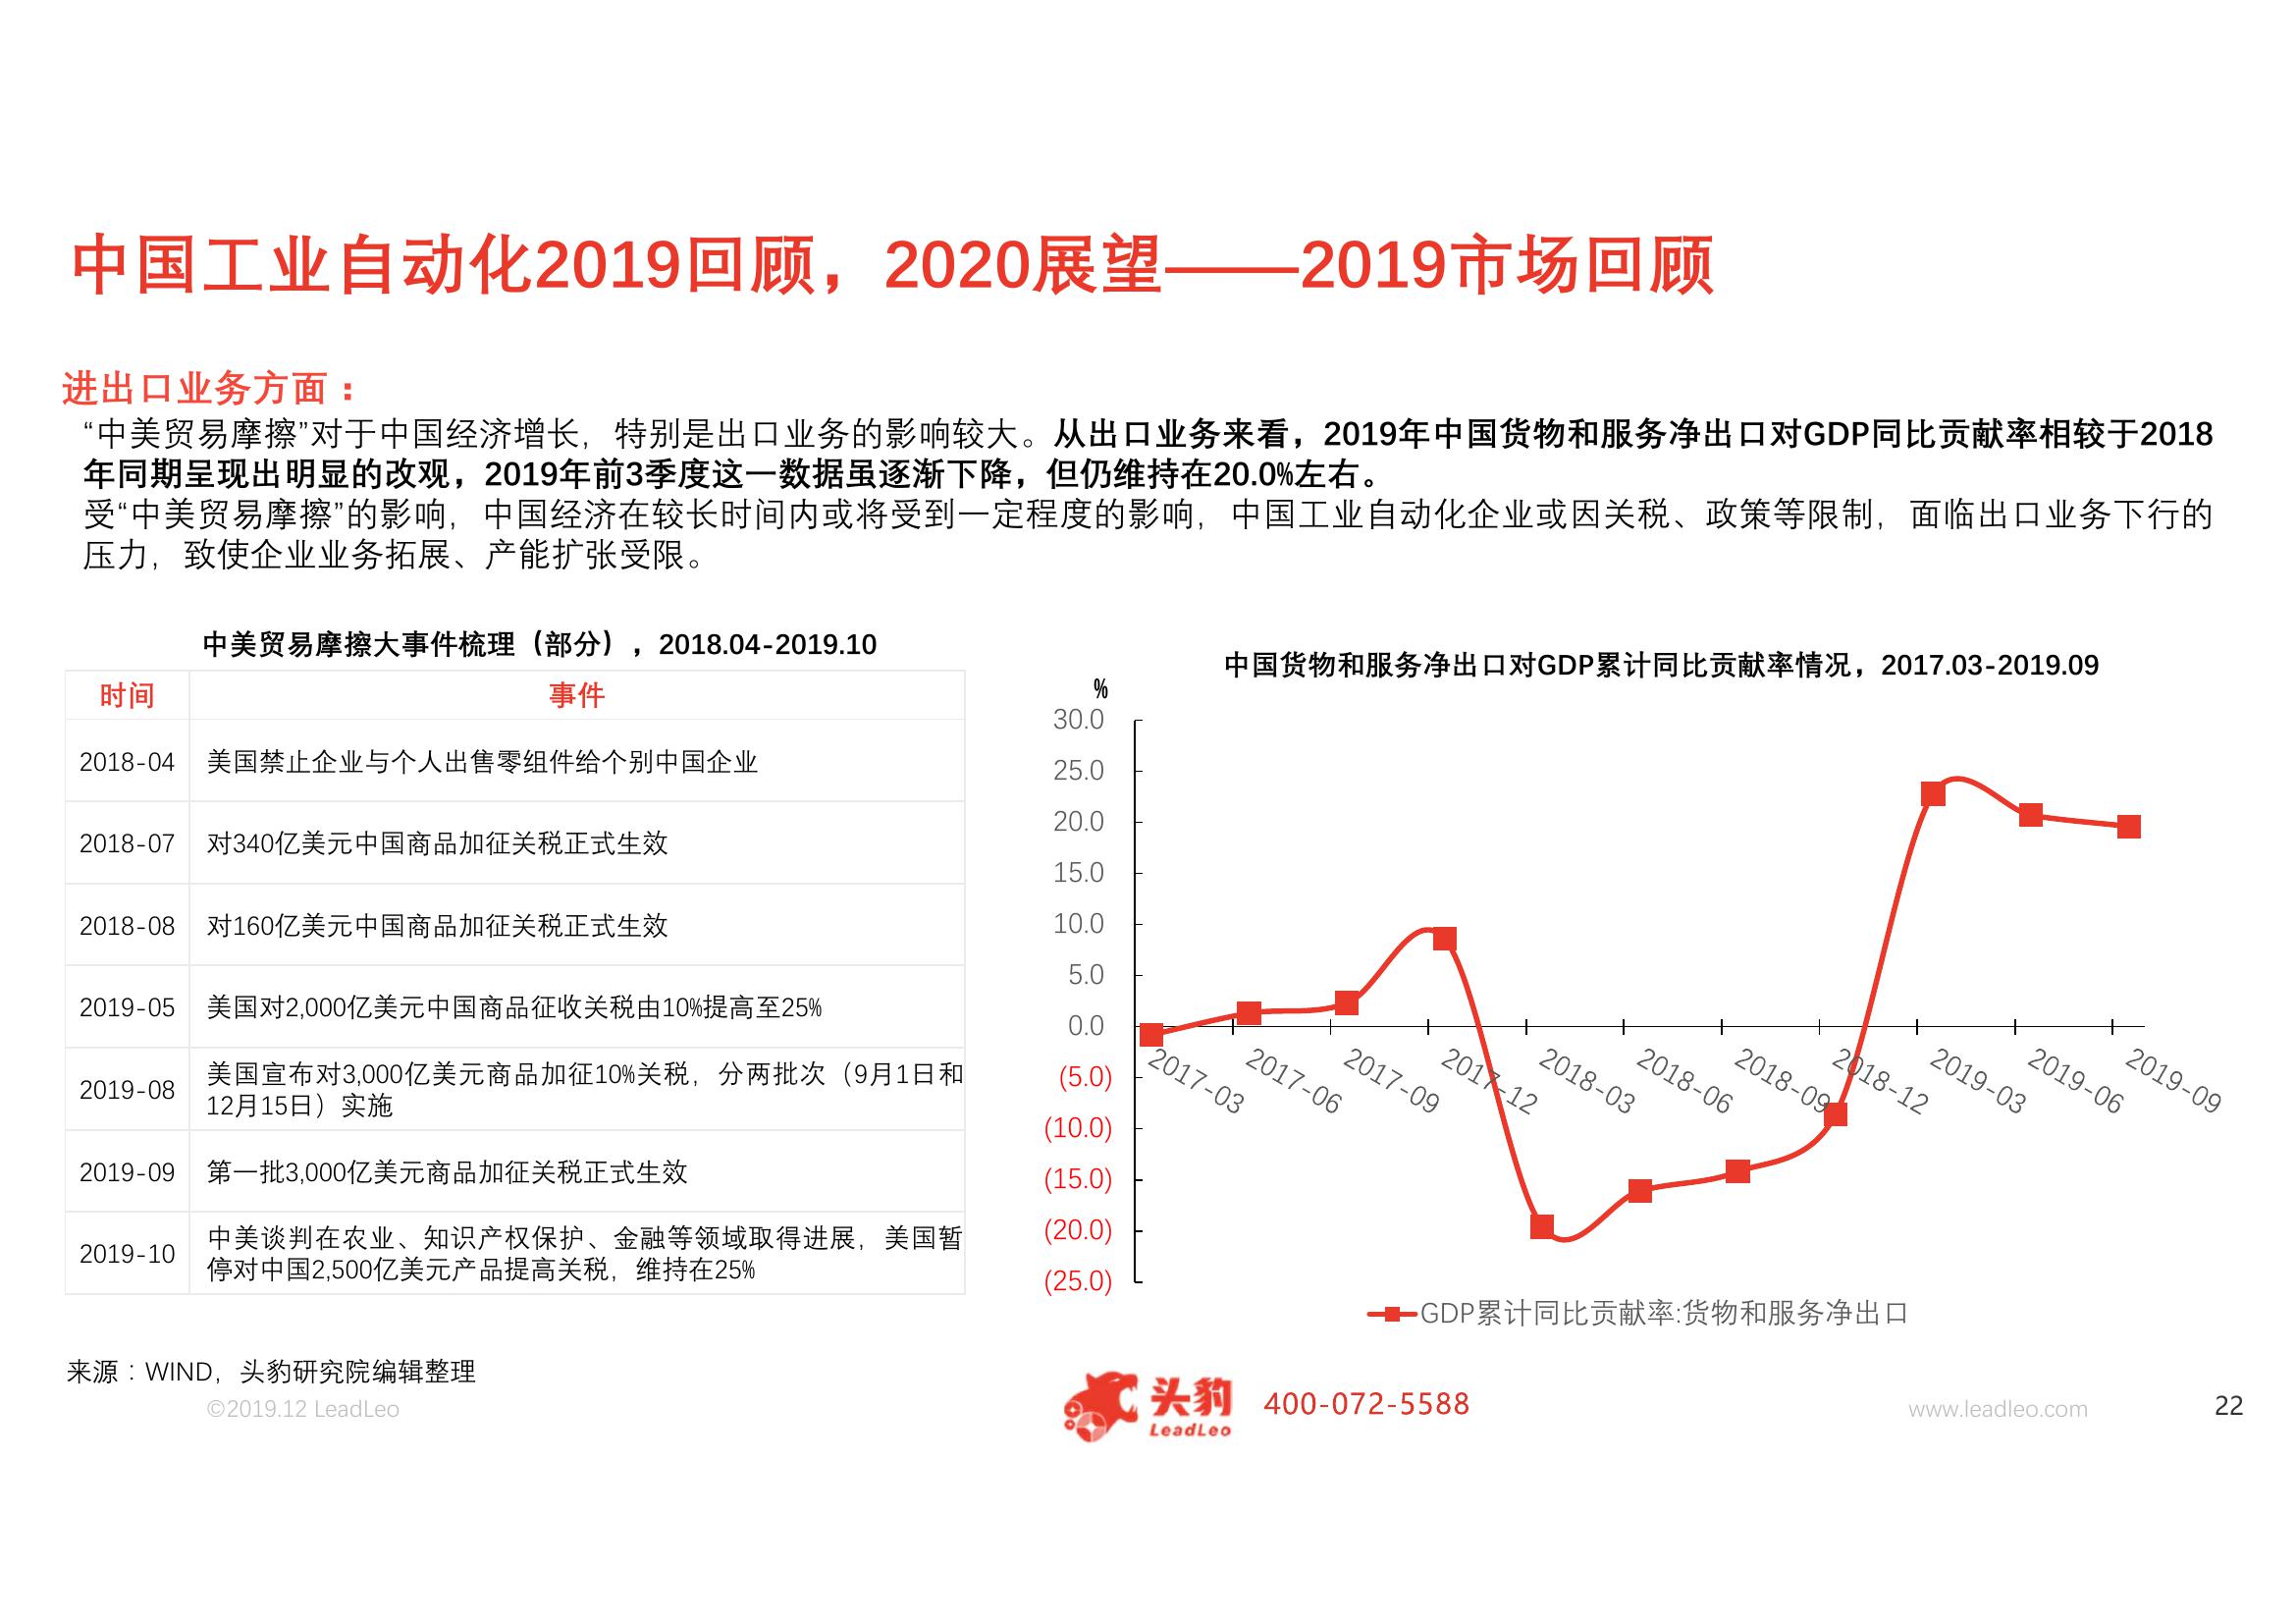 中国工业自动化2019回顾，2020展望——2019市场回顾
进出口业务方面：
“中美贸易摩擦”对于中国经济增长，特别是出口业务的影响较大。从出口业务来看，2019年中国货物和服务净出口对GDP同比贡献率相较于2018
年同期呈现出明显的改观，2019年前3季度这一数据虽逐渐下降，但仍维持在20.0%左右。
受“中美贸易摩擦”的影响，中国经济在较长时间内或将受到一定程度的影响，中国工业自动化企业或因关税、政策等限制，面临出口业务下行的
压力，致使企业业务拓展、产能扩张受限。
中美贸易摩擦大事件梳理（部分），2018.04-2019.10
时间 事件
2018-04 美国禁止企业与个人出售零组件给个别中国企业
2018-07 对340亿美元中国商品加征关税正式生效
2018-08 对160亿美元中国商品加征关税正式生效
2019-05 美国对2,000亿美元中国商品征收关税由10%提高至25%
2019-08 美国宣布对3,000亿美元商品加征10%关税，分两批次（9月1日和
12月15日）实施
2019-09 第一批3,000亿美元商品加征关税正式生效
2019-10 中美谈判在农业、知识产权保护、金融等领域取得进展，美国暂
停对中国2,500亿美元产品提高关税，维持在25%
中国货物和服务净出口对GDP累计同比贡献率情况，2017.03-2019.09
%
30.0
25.0
20.0
15.0
10.0
5.0
0.0
(5.0)
(10.0)
(15.0)
(20.0)
(25.0)
2017-03
2017-06
2017-09
2017-12
2018-03
2018-06
2018-09
2018-12
2019-03
2019-06
2019-09
GDP累计同比贡献率:货物和服务净出口
来源：WIND，头豹研究院编辑整理
©2019.12 LeadLeo
头豹
LeadLeo
400-072-5588
www.leadleo.com
22